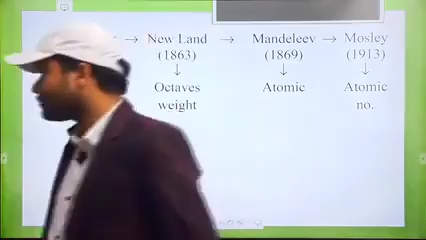 → New Land → Mandeleev → Mosley
(1863) (1869) (1913)
↓ ↓ ↓
Octaves Atomic Atomic
weight no.